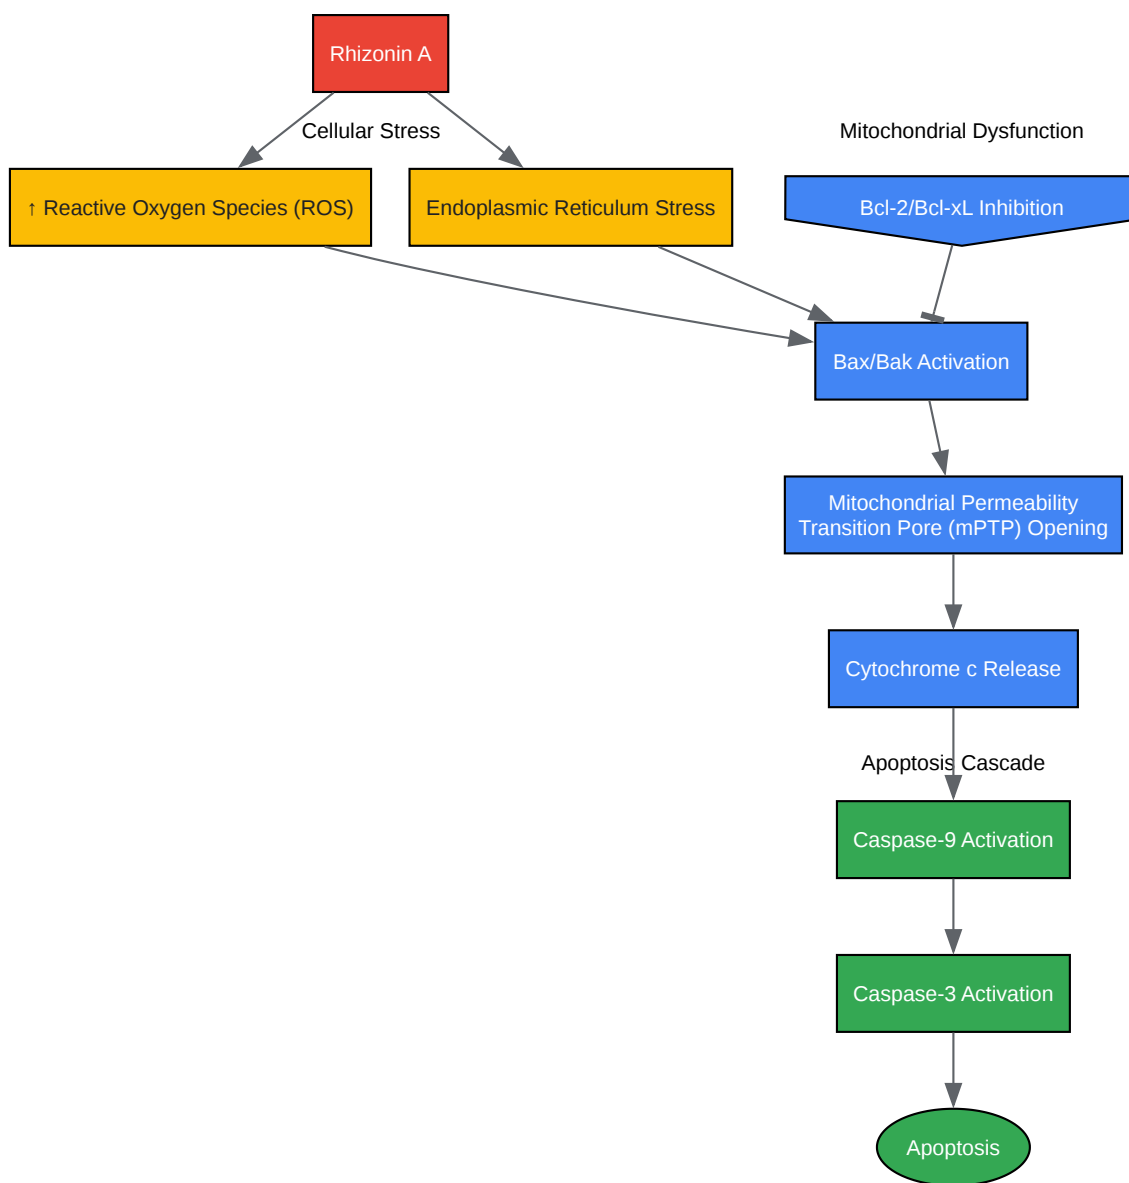 Rhizonin A
Cellular Stress
Mitochondrial Dysfunction
↑ Reactive Oxygen Species (ROS)
Endoplasmic Reticulum Stress
Bcl-2/Bcl-xL Inhibition
Bax/Bak Activation
Mitochondrial Permeability
Transition Pore (mPTP) Opening
Cytochrome c Release
Apoptosis Cascade
Caspase-9 Activation
Caspase-3 Activation
Apoptosis